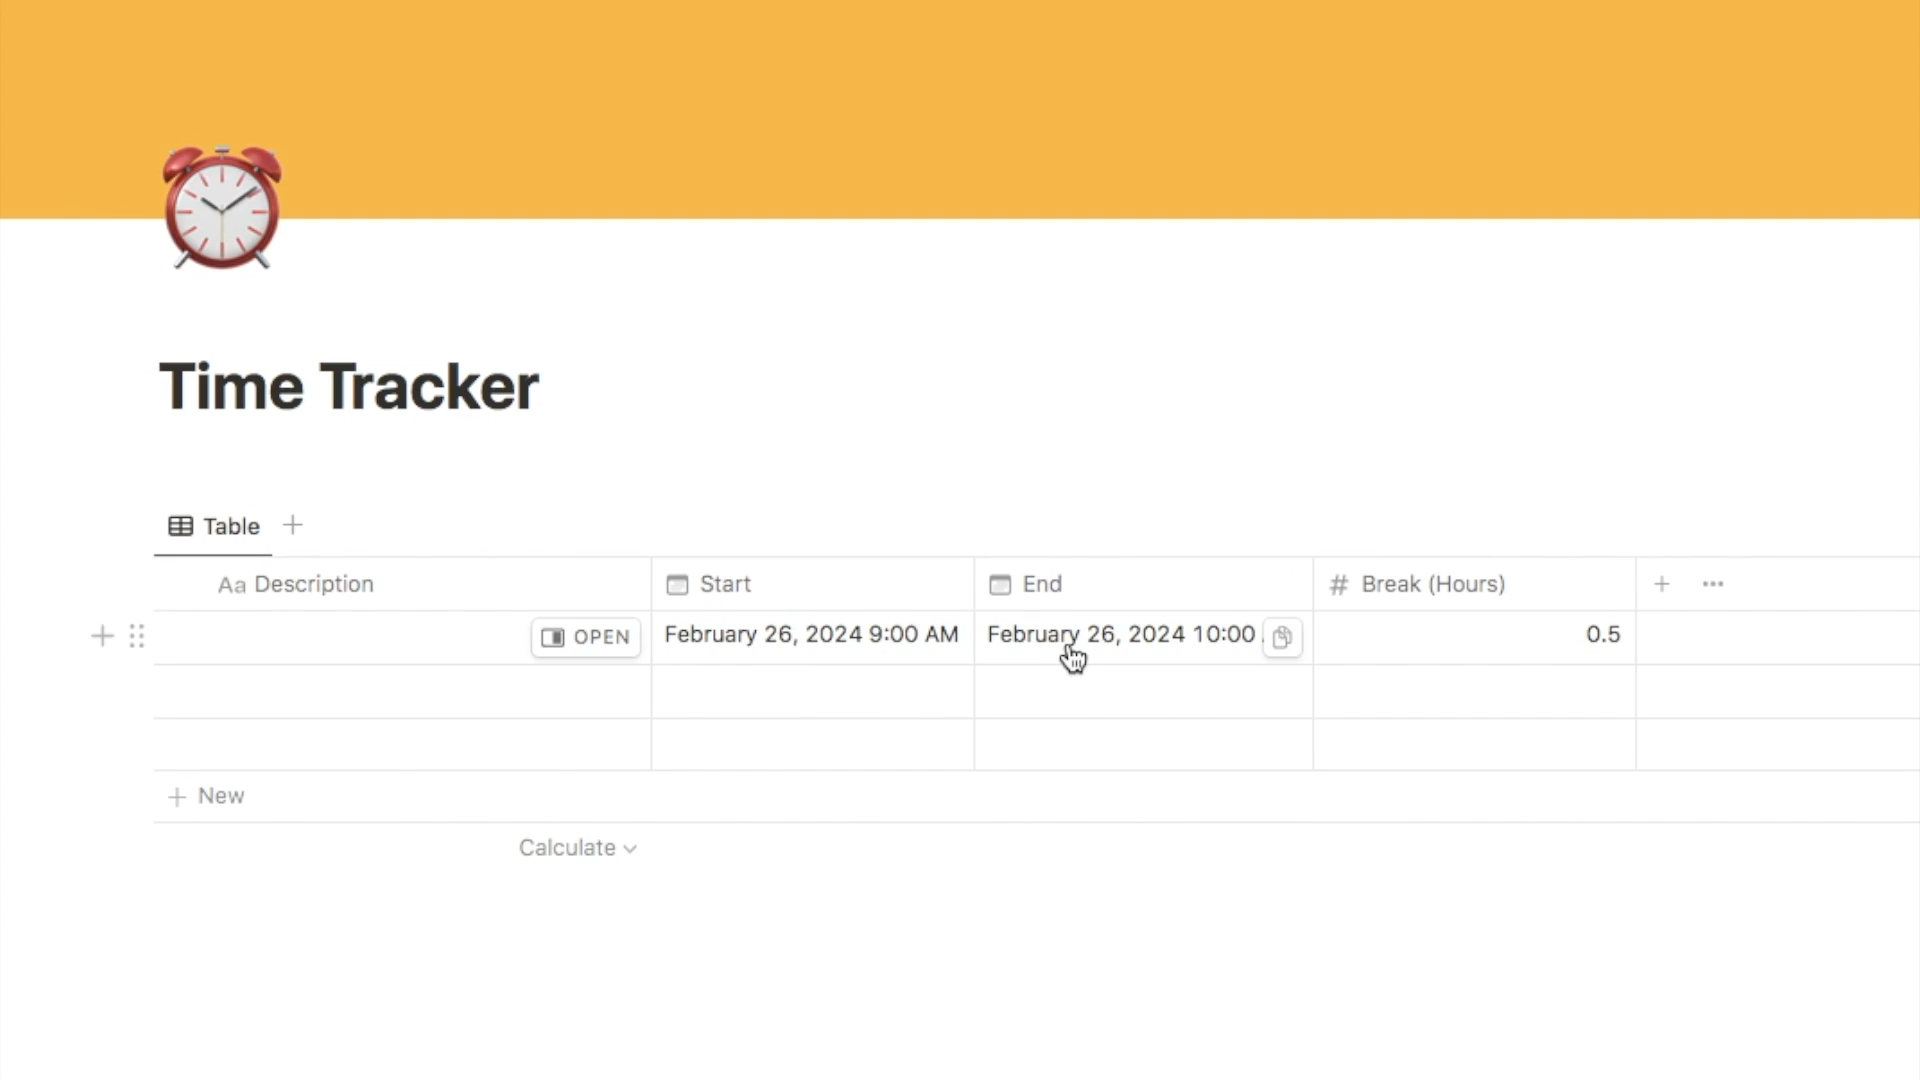 Time Tracker
Table
Aa Description Start End # Break (Hours)
OPEN February 26, 2024 9:00 AM February 26, 2024 10:00 0.5
New
Calculate